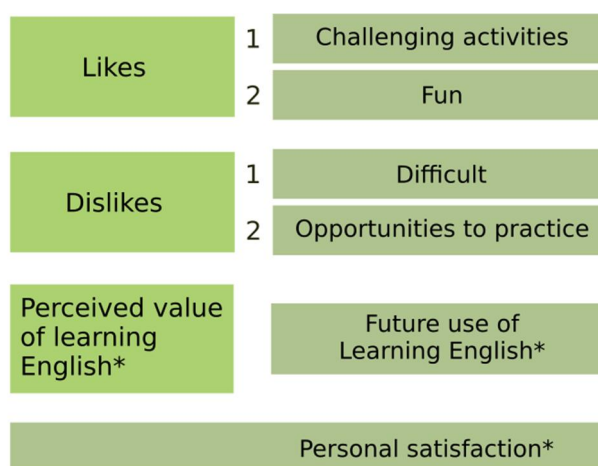 Likes
1 Challenging activities
2 Fun
Dislikes
1 Difficult
2 Opportunities to practice
Perceived value
of learning
English*
Future use of
Learning English*
Personal satisfaction*